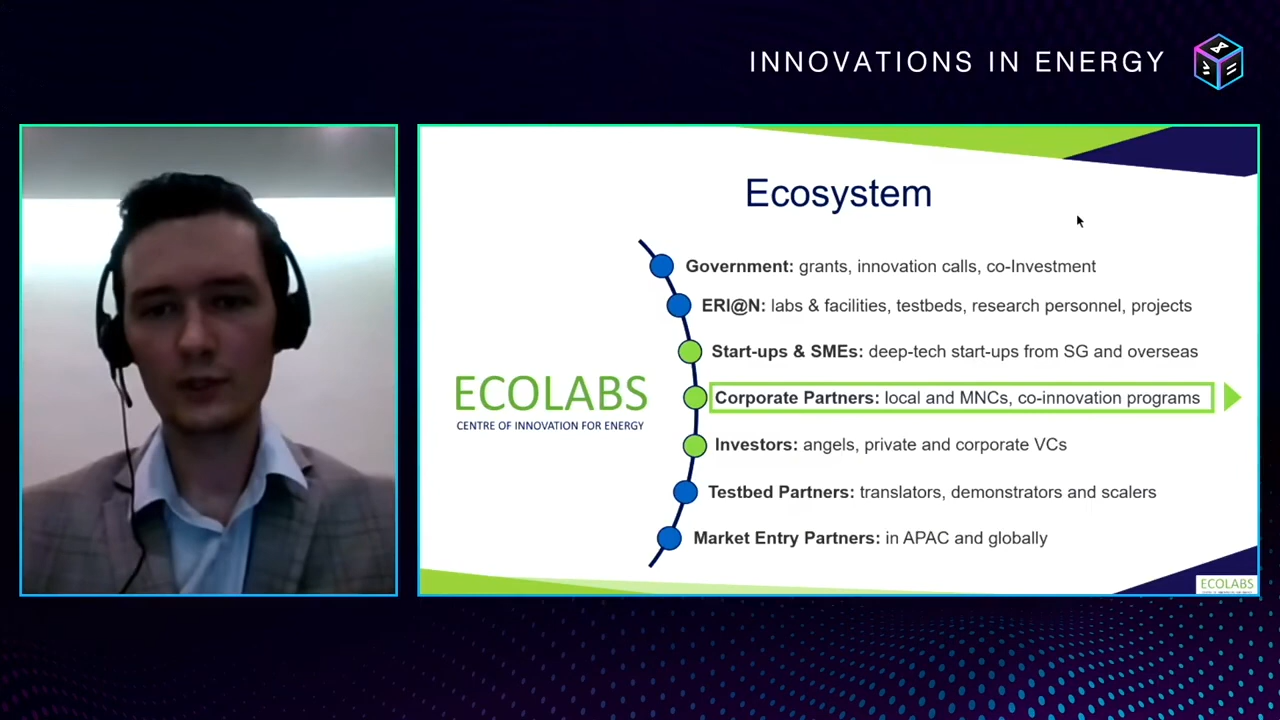 INNOVATIONS IN ENERGY
Ecosystem
Government: grants, innovation calls, co-Investment
ERI@N: labs & facilities, testbeds, research personnel, projects
Start-ups & SMEs: deep-tech start-ups from SG and overseas
ECOLABS
CENTRE OF INNOVATION FOR ENERGY
Corporate Partners: local and MNCs, co-innovation programs
Investors: angels, private and corporate VCs
Testbed Partners: translators, demonstrators and scalers
Market Entry Partners: in APAC and globally
ECOLABS